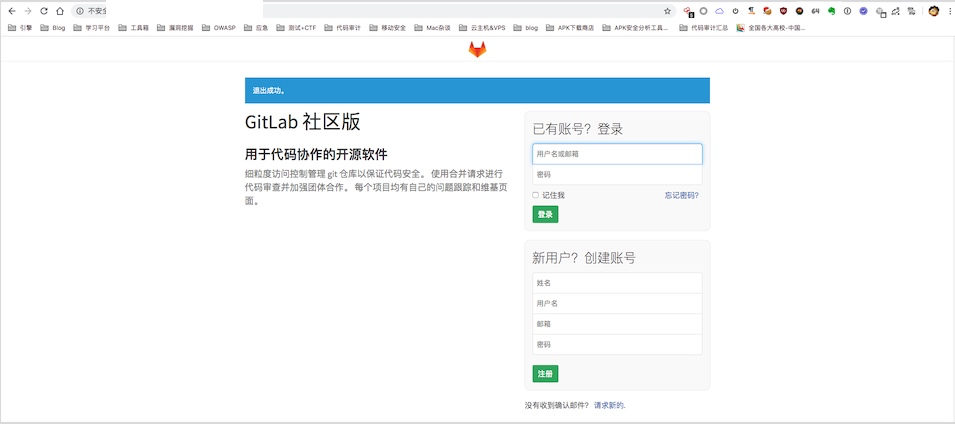 不安全
引擎 Blog 学习平台 工具箱 漏洞挖掘 OWASP 应急 测试+CTF 代码审计 移动安全 Mac杂谈 云主机&VPS blog APK下载商店 APK安全分析工具... 代码审计汇总 全国各大高校-中国...
退出成功。
GitLab 社区版
用于代码协作的开源软件
细粒度访问控制管理 git 仓库以保证代码安全。 使用合并请求进行
代码审查并加强团体合作。 每个项目均有自己的问题跟踪和维基页
面。
已有账号？登录
用户名或邮箱
密码
记住我 忘记密码?
登录
新用户？创建账号
姓名
用户名
邮箱
密码
注册
没有收到确认邮件？ 请求新的.